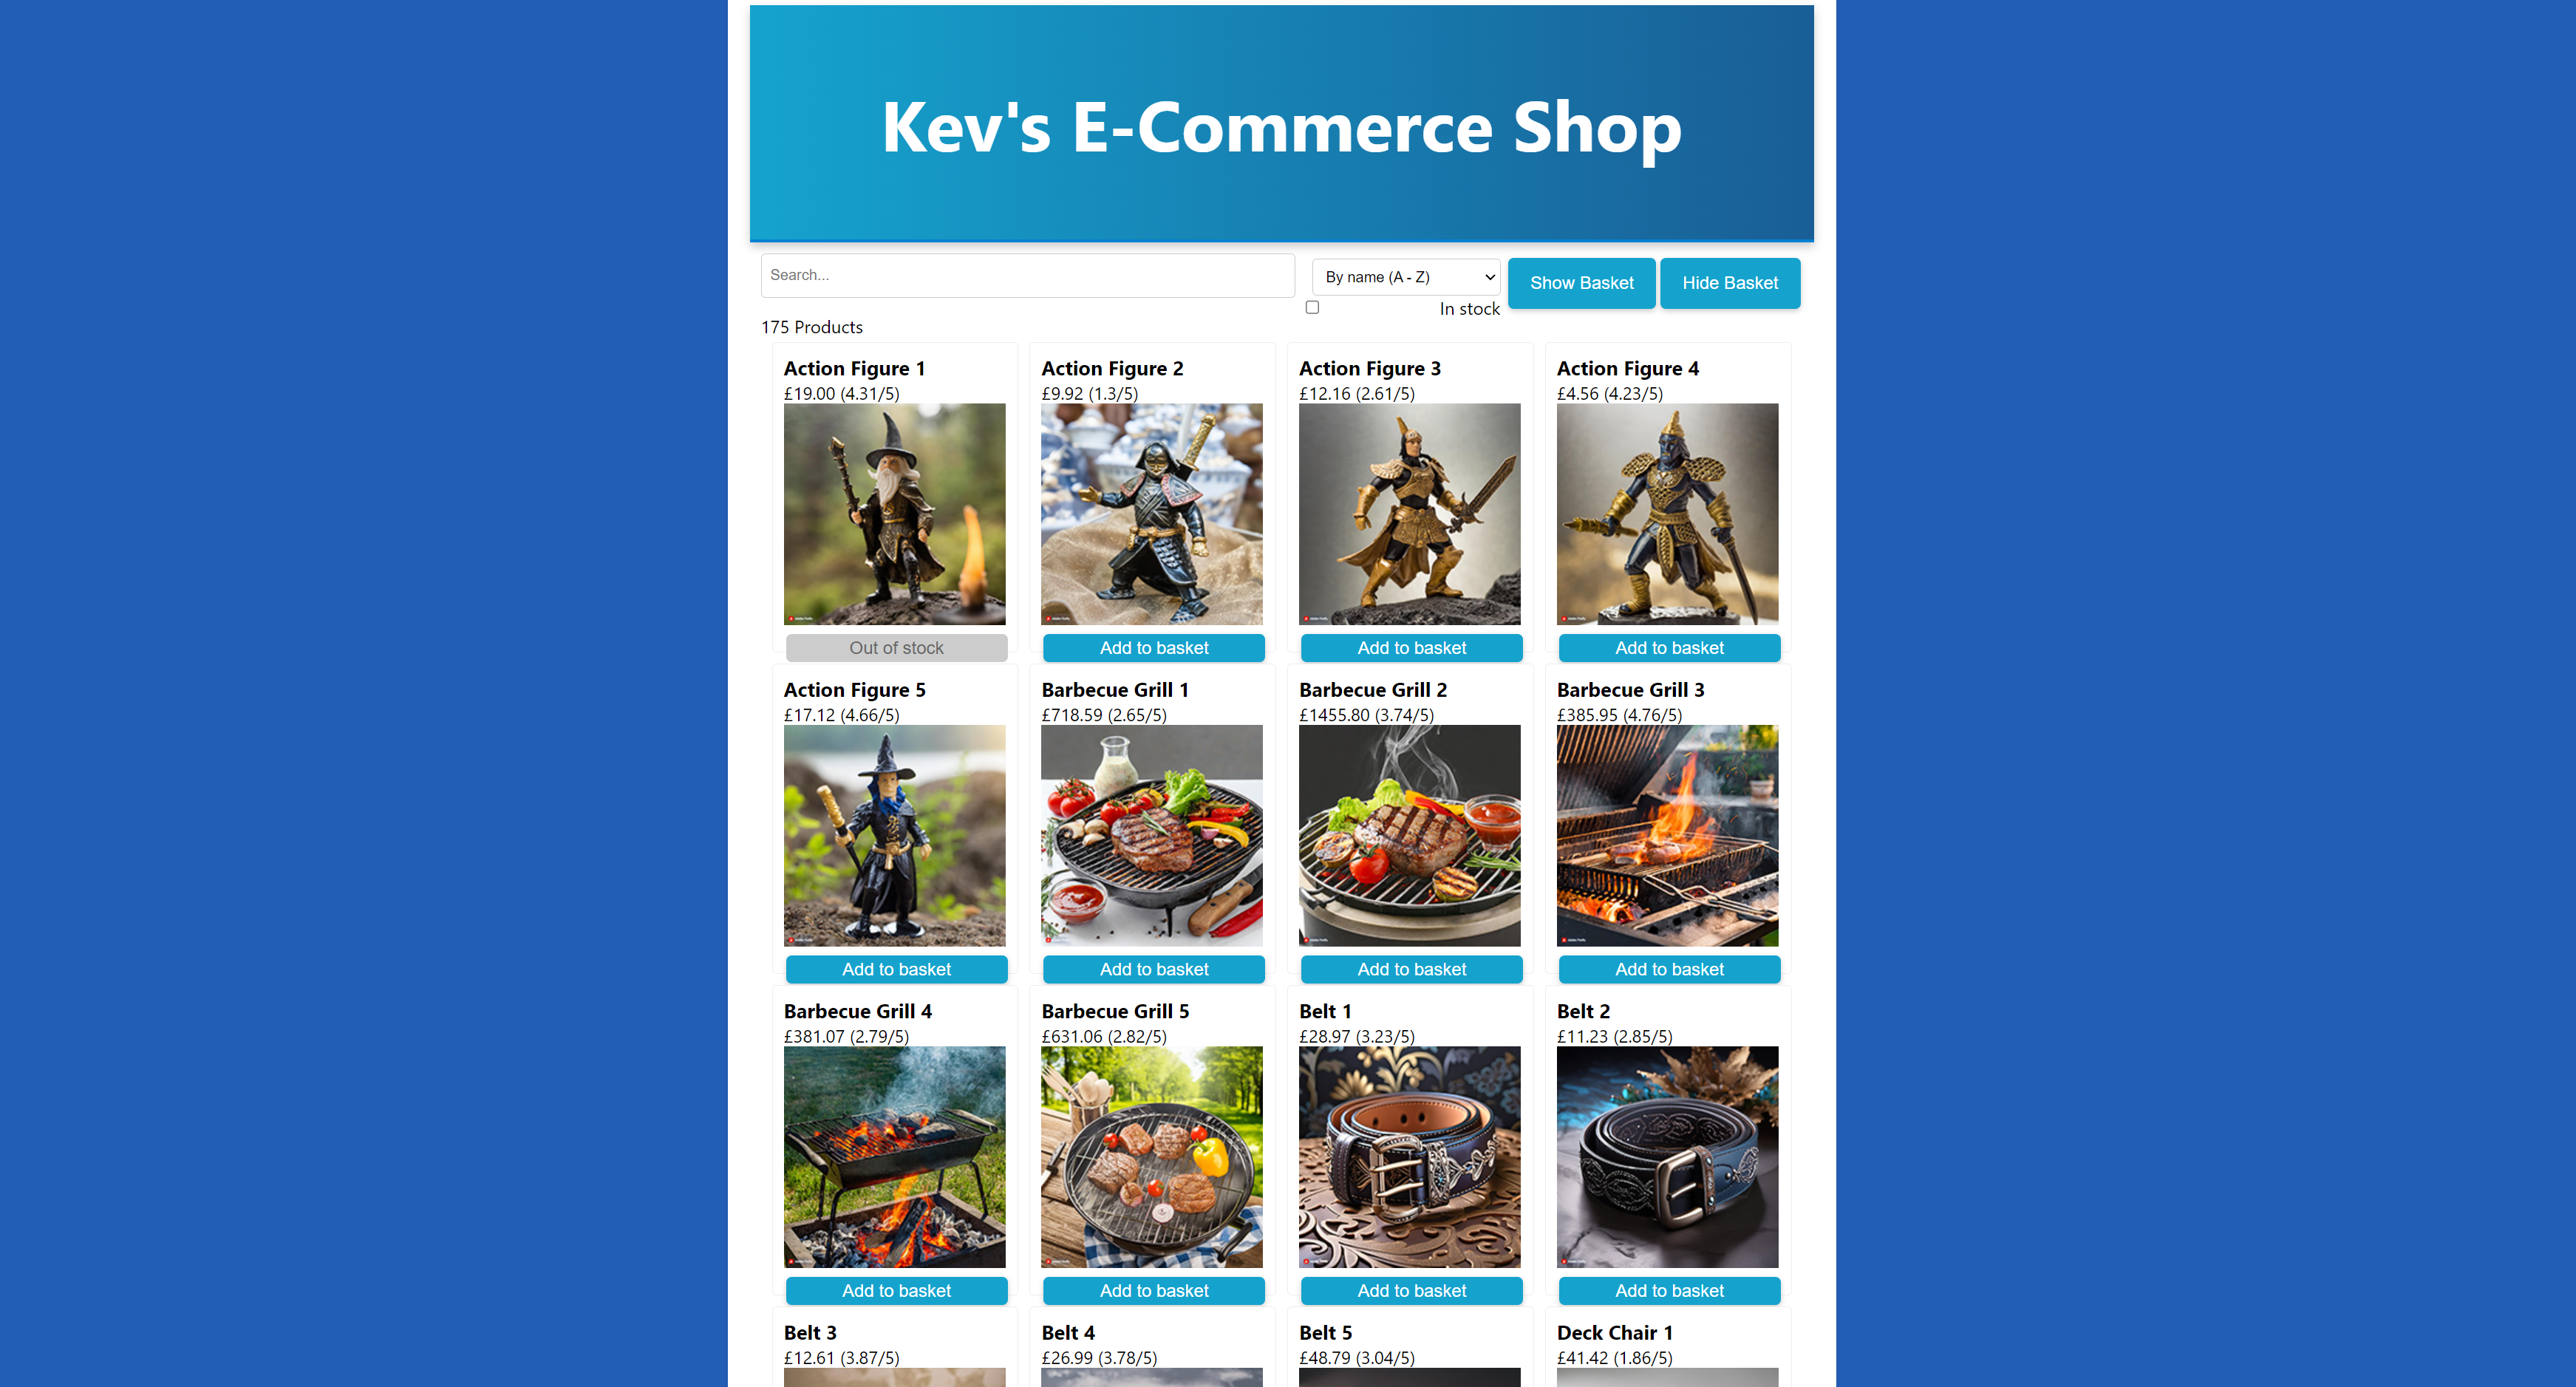 Kev's E-Commerce Shop
Search...
By name (A - Z)
Show Basket
Hide Basket
In stock
175 Products
Action Figure 1
£19.00 (4.31/5)
Out of stock
Action Figure 2
£9.92 (1.3/5)
Add to basket
Action Figure 3
£12.16 (2.61/5)
Add to basket
Action Figure 4
£4.56 (4.23/5)
Add to basket
Action Figure 5
£17.12 (4.66/5)
Add to basket
Barbecue Grill 1
£718.59 (2.65/5)
Add to basket
Barbecue Grill 2
£1455.80 (3.74/5)
Add to basket
Barbecue Grill 3
£385.95 (4.76/5)
Add to basket
Barbecue Grill 4
£381.07 (2.79/5)
Add to basket
Barbecue Grill 5
£631.06 (2.82/5)
Add to basket
Belt 1
£28.97 (3.23/5)
Add to basket
Belt 2
£11.23 (2.85/5)
Add to basket
Belt 3
£12.61 (3.87/5)
Belt 4
£26.99 (3.78/5)
Belt 5
£48.79 (3.04/5)
Deck Chair 1
£41.42 (1.86/5)